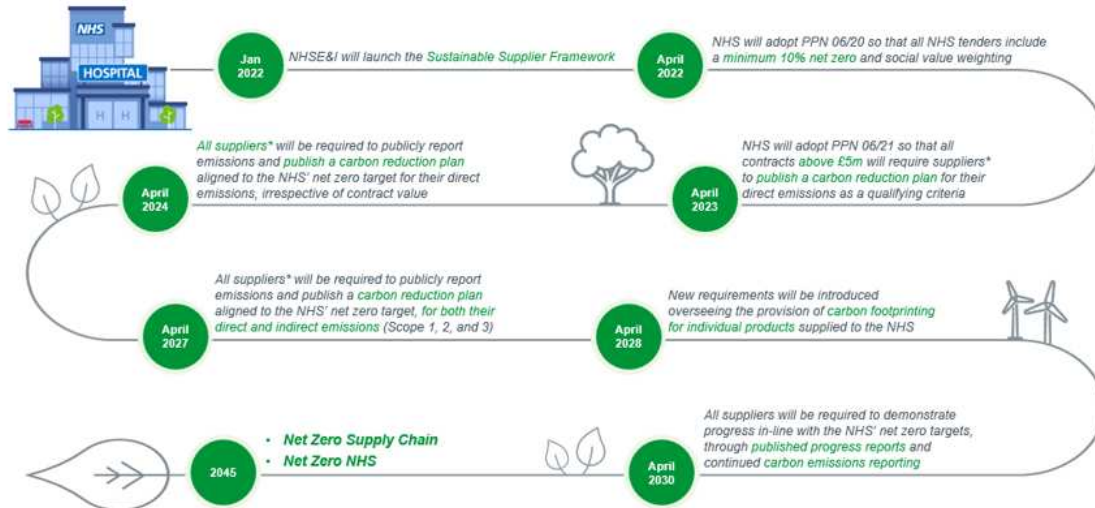 NHS
HOSPITAL
H H
Jan
2022
NHSE&I will launch the Sustainable Supplier Framework
April
2022
NHS will adopt PPN 06/20 so that all NHS tenders include
a minimum 10% net zero and social value weighting
April
2023
NHS will adopt PPN 06/21 so that all
contracts above £5m will require suppliers*
to publish a carbon reduction plan for their
direct emissions as a qualifying criteria
April
2024
All suppliers* will be required to publicly report
emissions and publish a carbon reduction plan
aligned to the NHS' net zero target for their direct
emissions, irrespective of contract value
April
2027
All suppliers* will be required to publicly report
emissions and publish a carbon reduction plan
aligned to the NHS' net zero target, for both their
direct and indirect emissions (Scope 1, 2, and 3)
April
2028
New requirements will be introduced
overseeing the provision of carbon footprinting
for individual products supplied to the NHS
April
2030
All suppliers will be required to demonstrate
progress in-line with the NHS' net zero targets,
through published progress reports and
continued carbon emissions reporting
2045
• Net Zero Supply Chain
• Net Zero NHS